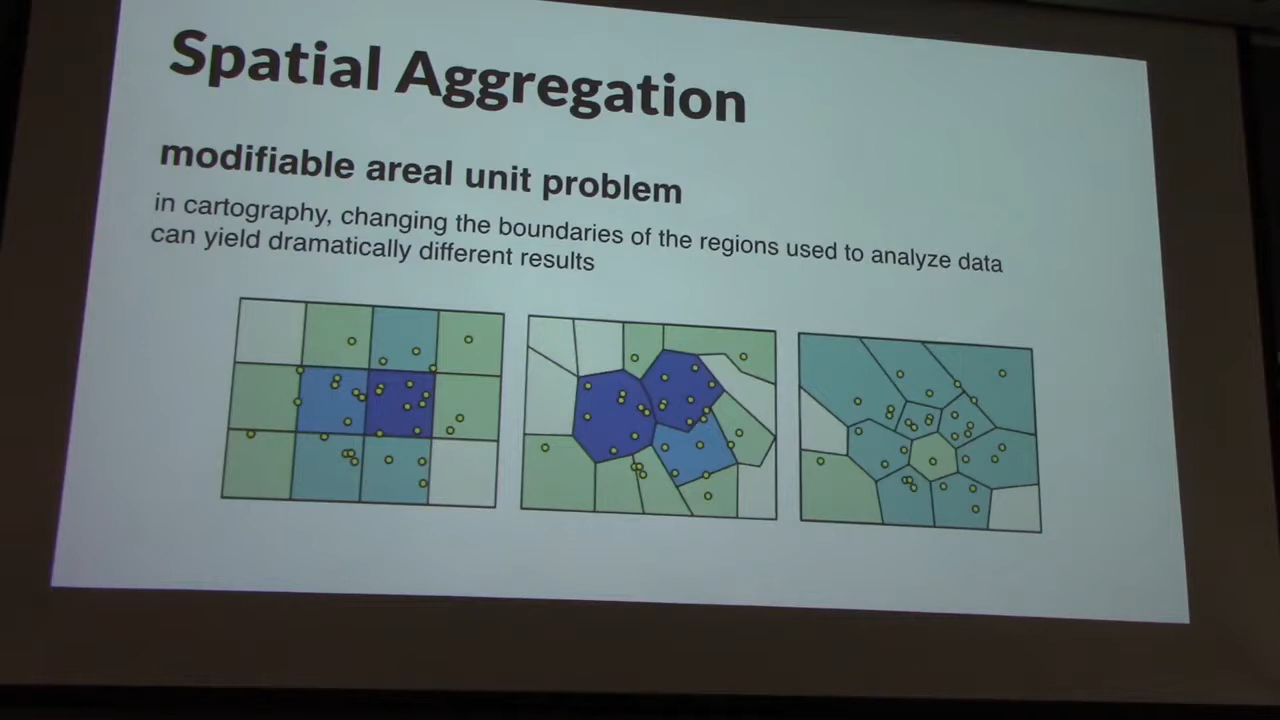 Spatial Aggregation
modifiable areal unit problem
in cartography, changing the boundaries of the regions used to analyze data
can yield dramatically different results